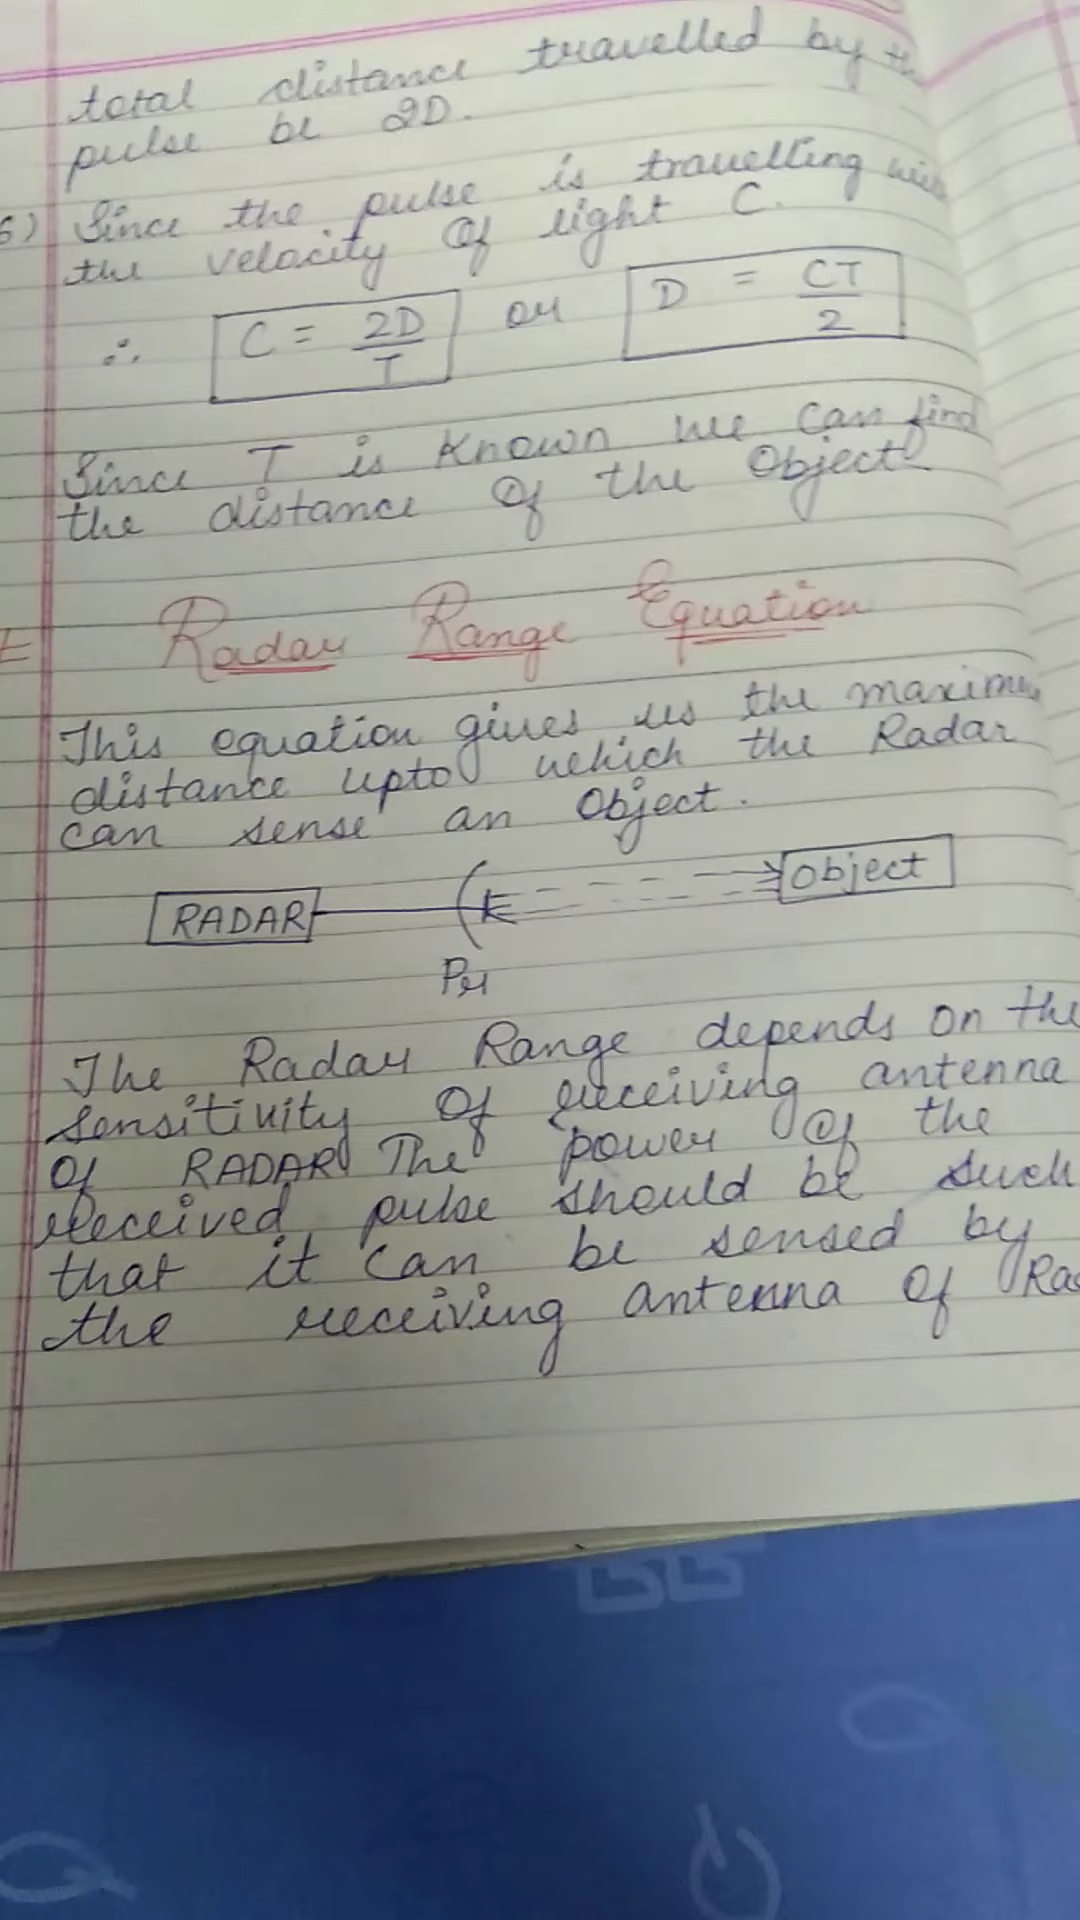 total distance travelled by th
pulse be 2D.
6) Since the pulse is travelling with
the velocity of light C.
∴ C = 2D/T or D = CT/2
Since T is known we can find
the distance of the Object
Radar Range Equation
This equation gives us the maximu
distance upto which the Radar
can sense an Object.
RADAR Object
Pr
The Radar Range depends on the
sensitivity of receiving antenna
of RADAR The power of the
received pulse should be such
that it can be sensed by
the receiving antenna of Rad